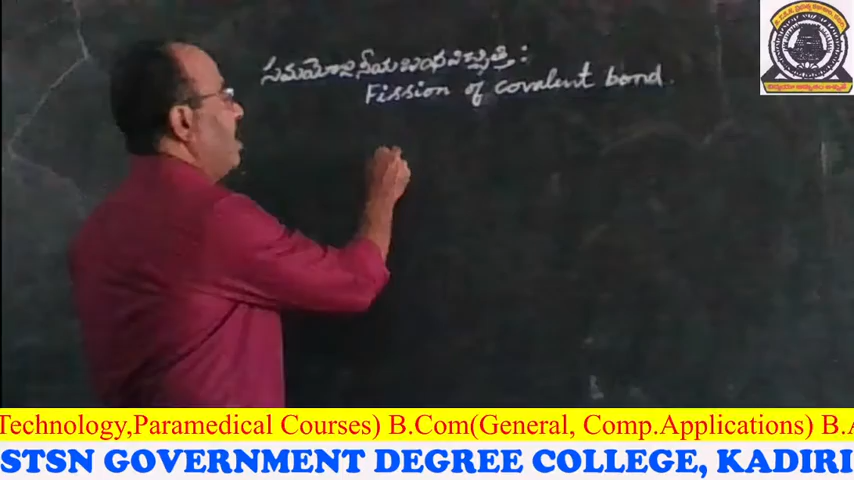 సమయోజనీయ బంధ విచ్ఛిత్తి :
Fission of covalent bond.
Technology,Paramedical Courses) B.Com(General, Comp.Applications) B.A
STSN GOVERNMENT DEGREE COLLEGE, KADIRI